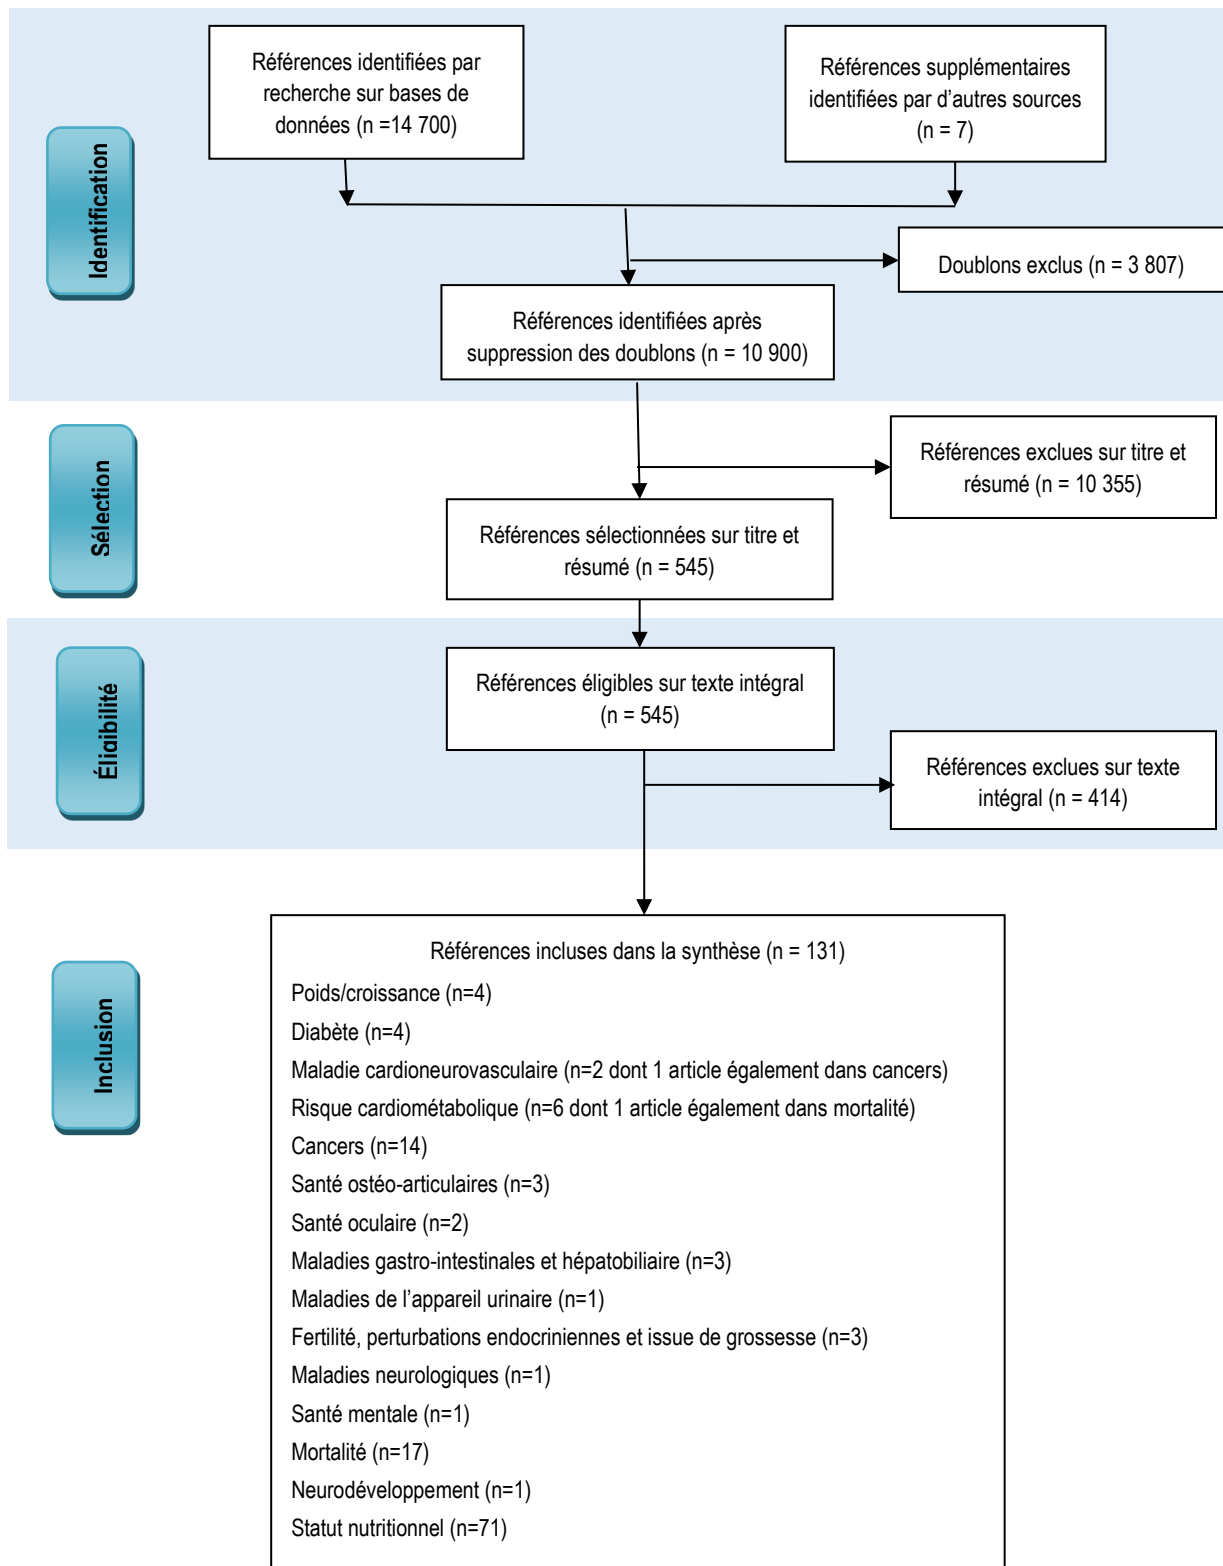 Références identifiées par
recherche sur bases de
données (n =14 700)
Références supplémentaires
identifiées par d’autres sources
(n = 7)
Identification
Doublons exclus (n = 3 807)
Références identifiées après
suppression des doublons (n = 10 900)
Sélection
Références exclues sur titre et
résumé (n = 10 355)
Références sélectionnées sur titre et
résumé (n = 545)
Éligibilité
Références éligibles sur texte intégral
(n = 545)
Références exclues sur texte
intégral (n = 414)
Inclusion
Références incluses dans la synthèse (n = 131)
Poids/croissance (n=4)
Diabète (n=4)
Maladie cardioneurovasculaire (n=2 dont 1 article également dans cancers)
Risque cardiométabolique (n=6 dont 1 article également dans mortalité)
Cancers (n=14)
Santé ostéo-articulaires (n=3)
Santé oculaire (n=2)
Maladies gastro-intestinales et hépatobiliaire (n=3)
Maladies de l’appareil urinaire (n=1)
Fertilité, perturbations endocriniennes et issue de grossesse (n=3)
Maladies neurologiques (n=1)
Santé mentale (n=1)
Mortalité (n=17)
Neurodéveloppement (n=1)
Statut nutritionnel (n=71)